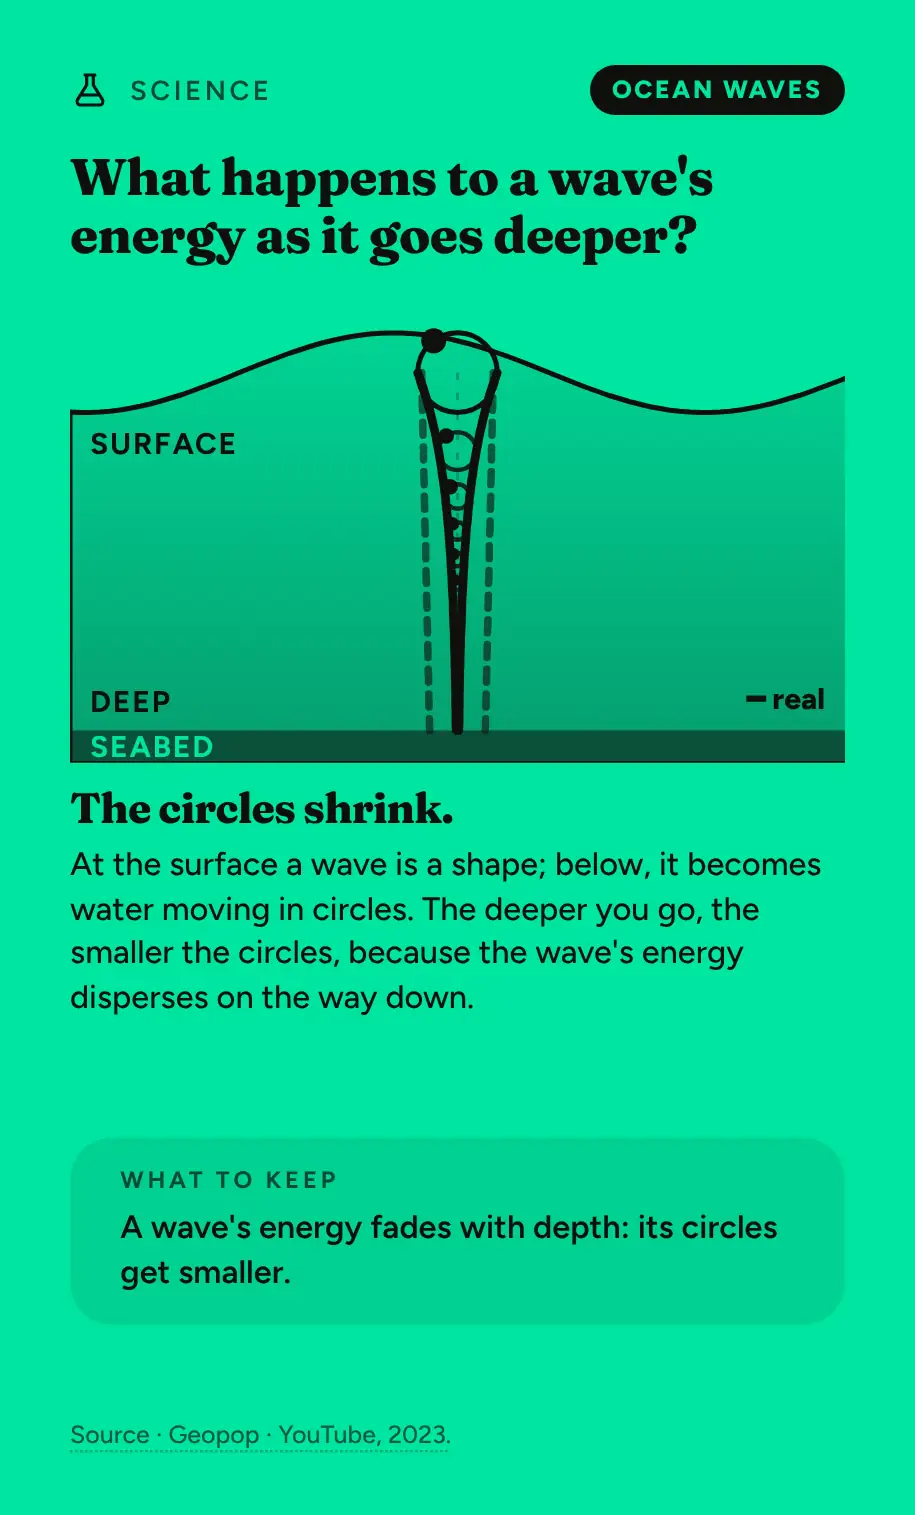 SCIENCE
OCEAN WAVES
What happens to a wave's
energy as it goes deeper?
SURFACE
DEEP
real
SEABED
The circles shrink.
At the surface a wave is a shape; below, it becomes
water moving in circles. The deeper you go, the
smaller the circles, because the wave's energy
disperses on the way down.
WHAT TO KEEP
A wave's energy fades with depth: its circles
get smaller.
Source · Geopop · YouTube, 2023.